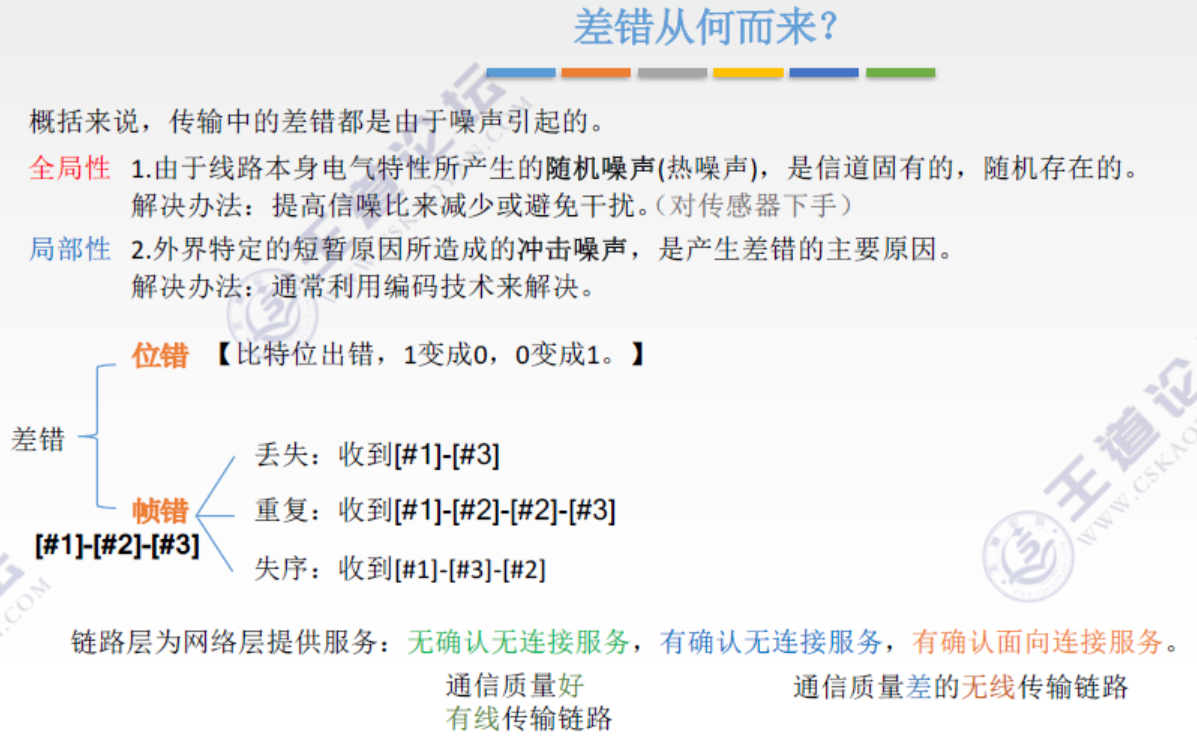 差错从何而来？
概括来说，传输中的差错都是由于噪声引起的。
全局性 1.由于线路本身电气特性所产生的随机噪声(热噪声)，是信道固有的，随机存在的。
解决办法：提高信噪比来减少或避免干扰。（对传感器下手）
局部性 2.外界特定的短暂原因所造成的冲击噪声，是产生差错的主要原因。
解决办法：通常利用编码技术来解决。
位错 【比特位出错，1变成0，0变成1。】
差错
丢失：收到[#1]-[#3]
帧错
重复：收到[#1]-[#2]-[#2]-[#3]
[#1]-[#2]-[#3]
失序：收到[#1]-[#3]-[#2]
链路层为网络层提供服务：无确认无连接服务，有确认无连接服务，有确认面向连接服务。
通信质量好
有线传输链路
通信质量差的无线传输链路
王道论坛
王道论
WWW.CSKAO